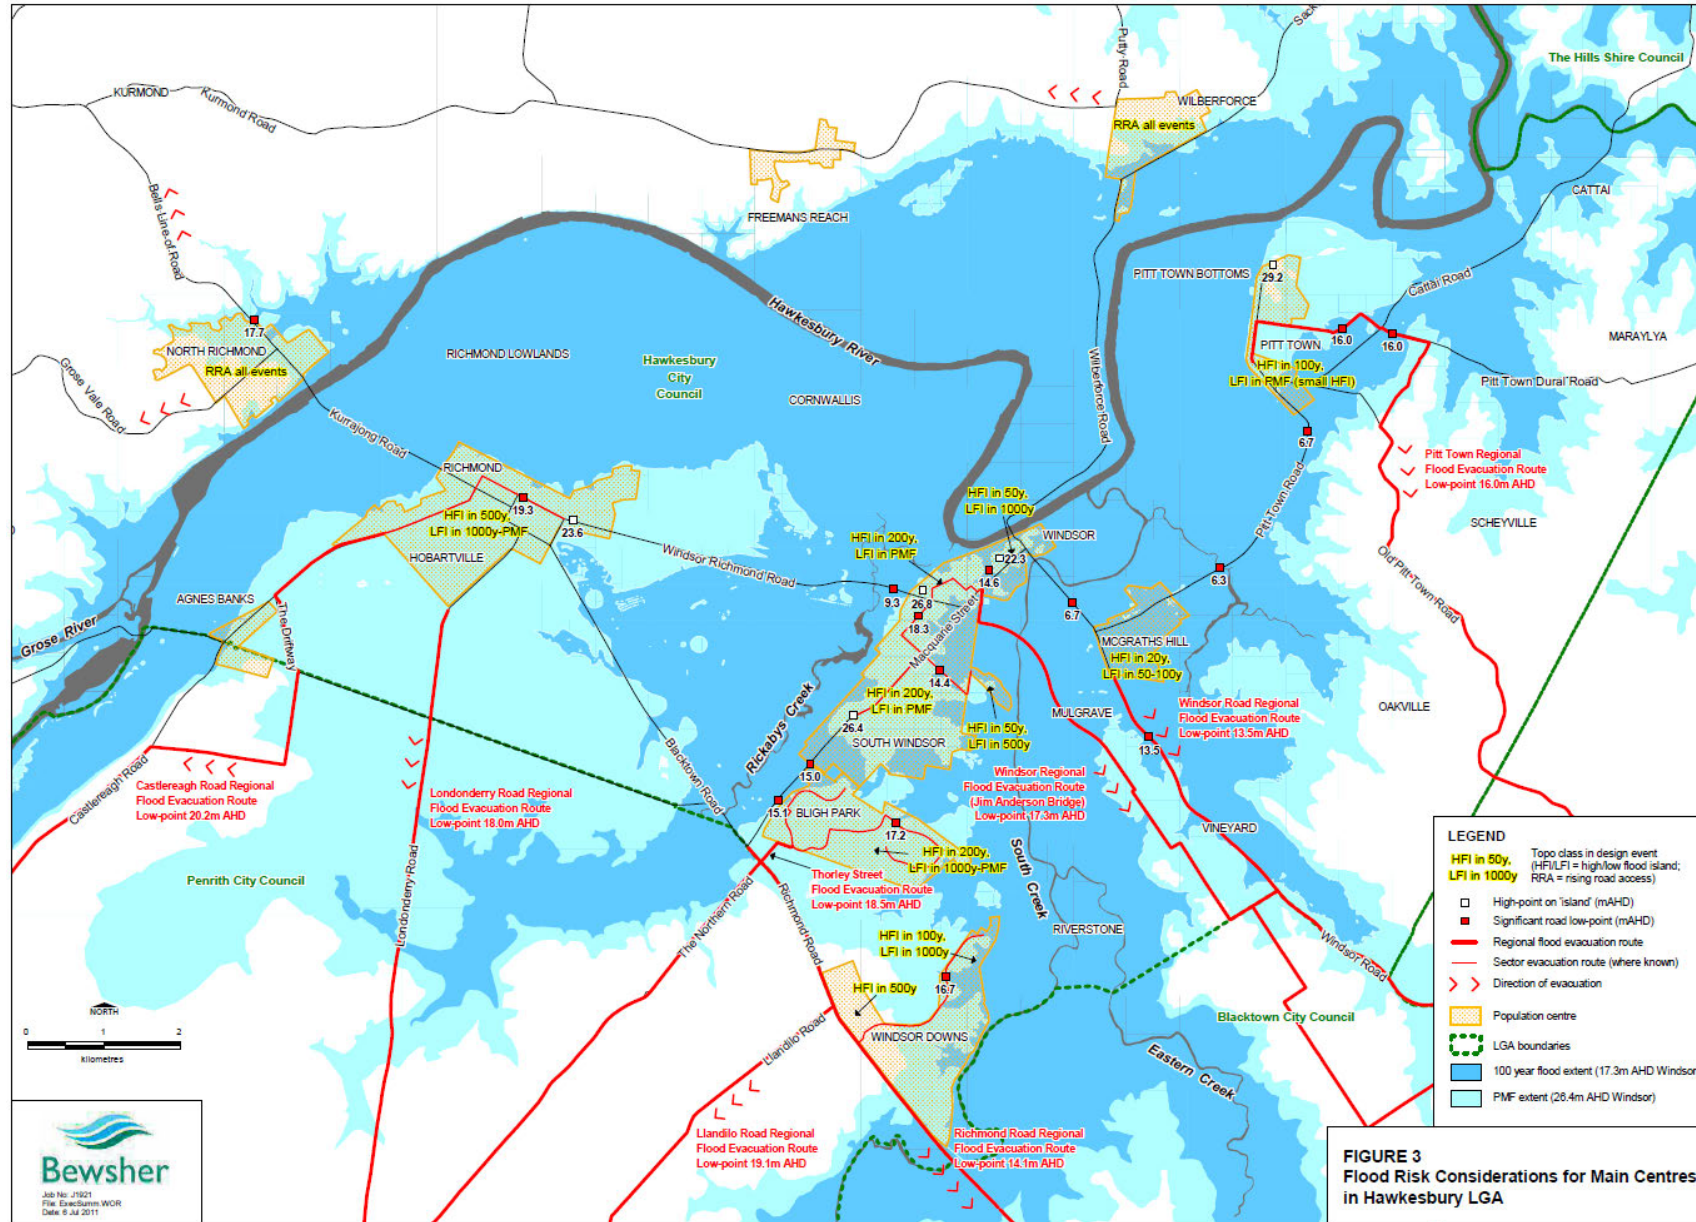 The Hills Shire Council
KURMOND
Kurmond Road
Putty Road
WILBERFORCE
RRA all events
Bells Line of Road
FREEMANS REACH
CATTAI
PITT TOWN BOTTOMS
29.2
Cattai Road
Hawkesbury River
17.7
NORTH RICHMOND
RRA all events
Grose Vale Road
RICHMOND LOWLANDS
Hawkesbury
City
Council
CORNWALLIS
Wilberforce Road
16.0
16.0
PITT TOWN
HFI in 100y,
LFI in PMF (small HFI)
MARAYLYA
Pitt Town Dural Road
Kurrajong Road
6.7
Pitt Town Road
Pitt Town Regional
Flood Evacuation Route
Low-point 16.0m AHD
SCHEYVILLE
RICHMOND
19.3
HFI in 500y,
LFI in 1000y-PMF
23.6
HOBARTVILLE
Windsor Richmond Road
HFI in 50y,
LFI in 1000y
HFI in 200y,
LFI in PMF
WINDSOR
22.3
14.6
9.3
26.8
18.3
Macquarie Street
6.7
6.3
Old Pitt Town Road
AGNES BANKS
The Driftway
Grose River
MCGRATHS HILL
HFI in 20y,
LFI in 50-100y
14.4
HFI in 200y,
LFI in PMF
26.4
SOUTH WINDSOR
HFI in 50y,
LFI in 500y
MULGRAVE
Windsor Road Regional
Flood Evacuation Route
Low-point 13.5m AHD
13.5
OAKVILLE
Rickabys Creek
Blacktown Road
15.0
15.1
BLIGH PARK
17.2
HFI in 200y,
LFI in 1000y-PMF
Windsor Regional
Flood Evacuation Route
(Jim Anderson Bridge)
Low-point 17.3m AHD
VINEYARD
South Creek
Castlereagh Road
Castlereagh Road Regional
Flood Evacuation Route
Low-point 20.2m AHD
Londonderry Road Regional
Flood Evacuation Route
Low-point 18.0m AHD
Londonderry Road
Penrith City Council
Thorley Street
Flood Evacuation Route
Low-point 18.5m AHD
The Northern Road
Richmond Road
HFI in 100y,
LFI in 1000y
16.7
HFI in 500y
WINDSOR DOWNS
RIVERSTONE
Windsor Road
Blacktown City Council
Eastern Creek
Llandilo Road
Llandilo Road Regional
Flood Evacuation Route
Low-point 19.1m AHD
Richmond Road Regional
Flood Evacuation Route
Low-point 14.1m AHD
NORTH
0 1 2
kilometres
LEGEND
HFI in 50y,
LFI in 1000y
Topo class in design event
(HFI/LFI = high/low flood island;
RRA = rising road access)
High-point on 'island' (mAHD)
Significant road low-point (mAHD)
Regional flood evacuation route
Sector evacuation route (where known)
Direction of evacuation
Population centre
LGA boundaries
100 year flood extent (17.3m AHD Windsor
PMF extent (26.4m AHD Windsor)
Bewsher
Job No: J1921
File: ExecSumm.WOR
Date: 6 Jul 2011
FIGURE 3
Flood Risk Considerations for Main Centres
in Hawkesbury LGA